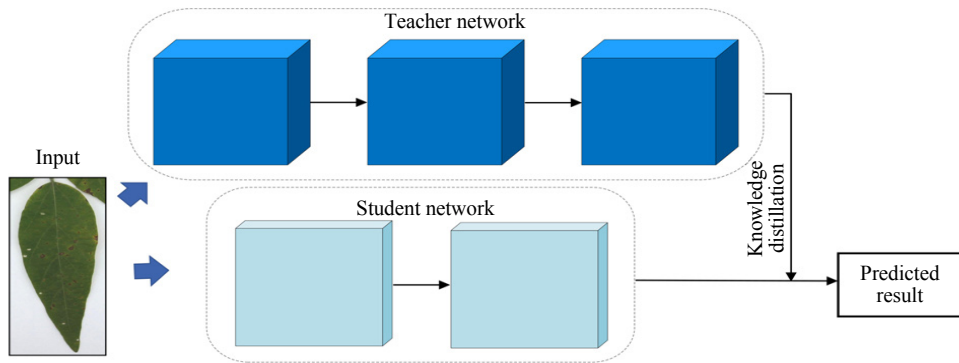 Teacher network
Input
Student network
Knowledge
distillation
Predicted
result